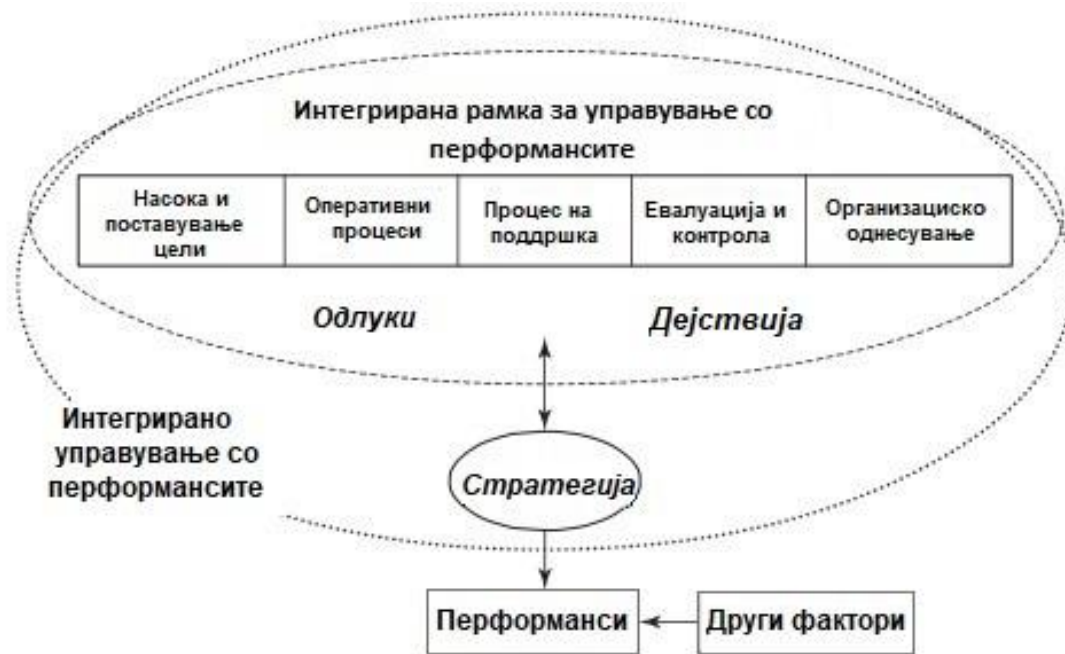 Интегрирана рамка за управување со
перформансите
Насока и
поставување
цели
Оперативни
процеси
Процес на
поддршка
Евалуација и
контрола
Организациско
однесување
Одлуки
Дејствија
Интегрирано
управување со
перформансите
Стратегија
Перформанси
Други фактори